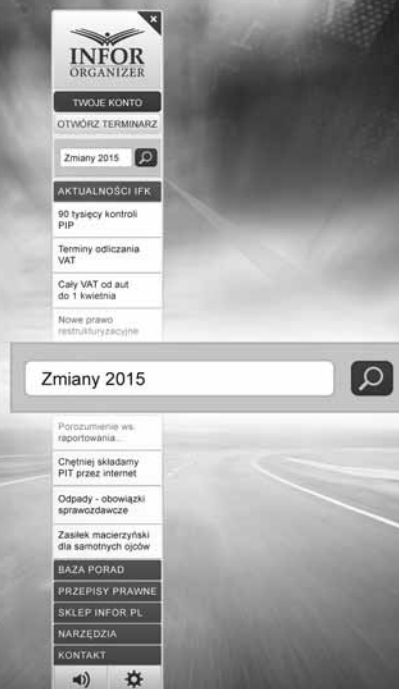 INFOR
ORGANIZER
TWOJE KONTO
OTWÓRZ TERMINARZ
Zmiany 2015
AKTUALNOŚCI IFK
90 tysięcy kontroli
PIP
Terminy odliczania
VAT
Cały VAT od aut
do 1 kwietnia
Nowe prawo
restrukturyzacyjne
Zmiany 2015
Porozumienie ws.
raportowania...
Chętniej składamy
PIT przez internet
Odpady - obowiązki
sprawozdawcze
Zasiłek macierzyński
dla samotnych ojców
BAZA PORAD
PRZEPISY PRAWNE
SKLEP INFOR.PL
NARZĘDZIA
KONTAKT